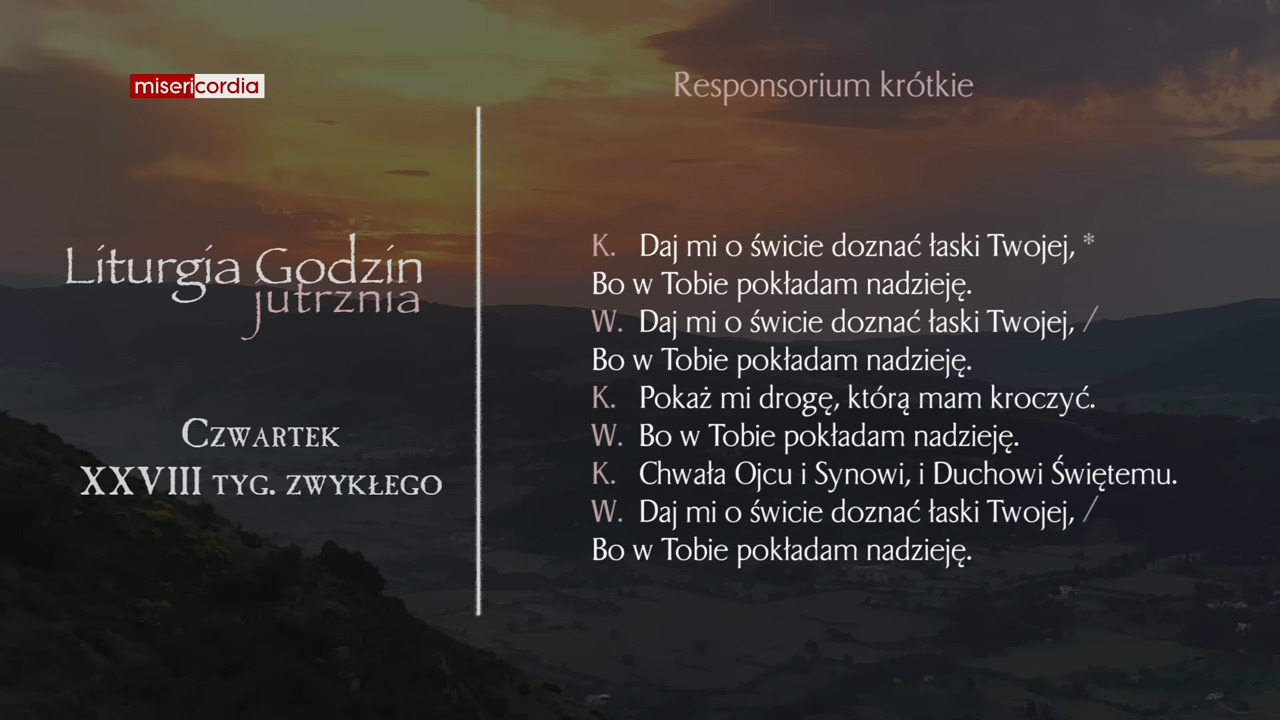 misericordia
Liturgia Godzin
jutrznia
Czwartek
XXVIII tyg. zwykłego
Responsorium krótkie
K. Daj mi o świcie doznać łaski Twojej, *
Bo w Tobie pokładam nadzieję.
W. Daj mi o świcie doznać łaski Twojej, /
Bo w Tobie pokładam nadzieję.
K. Pokaż mi drogę, którą mam kroczyć.
W. Bo w Tobie pokładam nadzieję.
K. Chwała Ojcu i Synowi, i Duchowi Świętemu.
W. Daj mi o świcie doznać łaski Twojej, /
Bo w Tobie pokładam nadzieję.